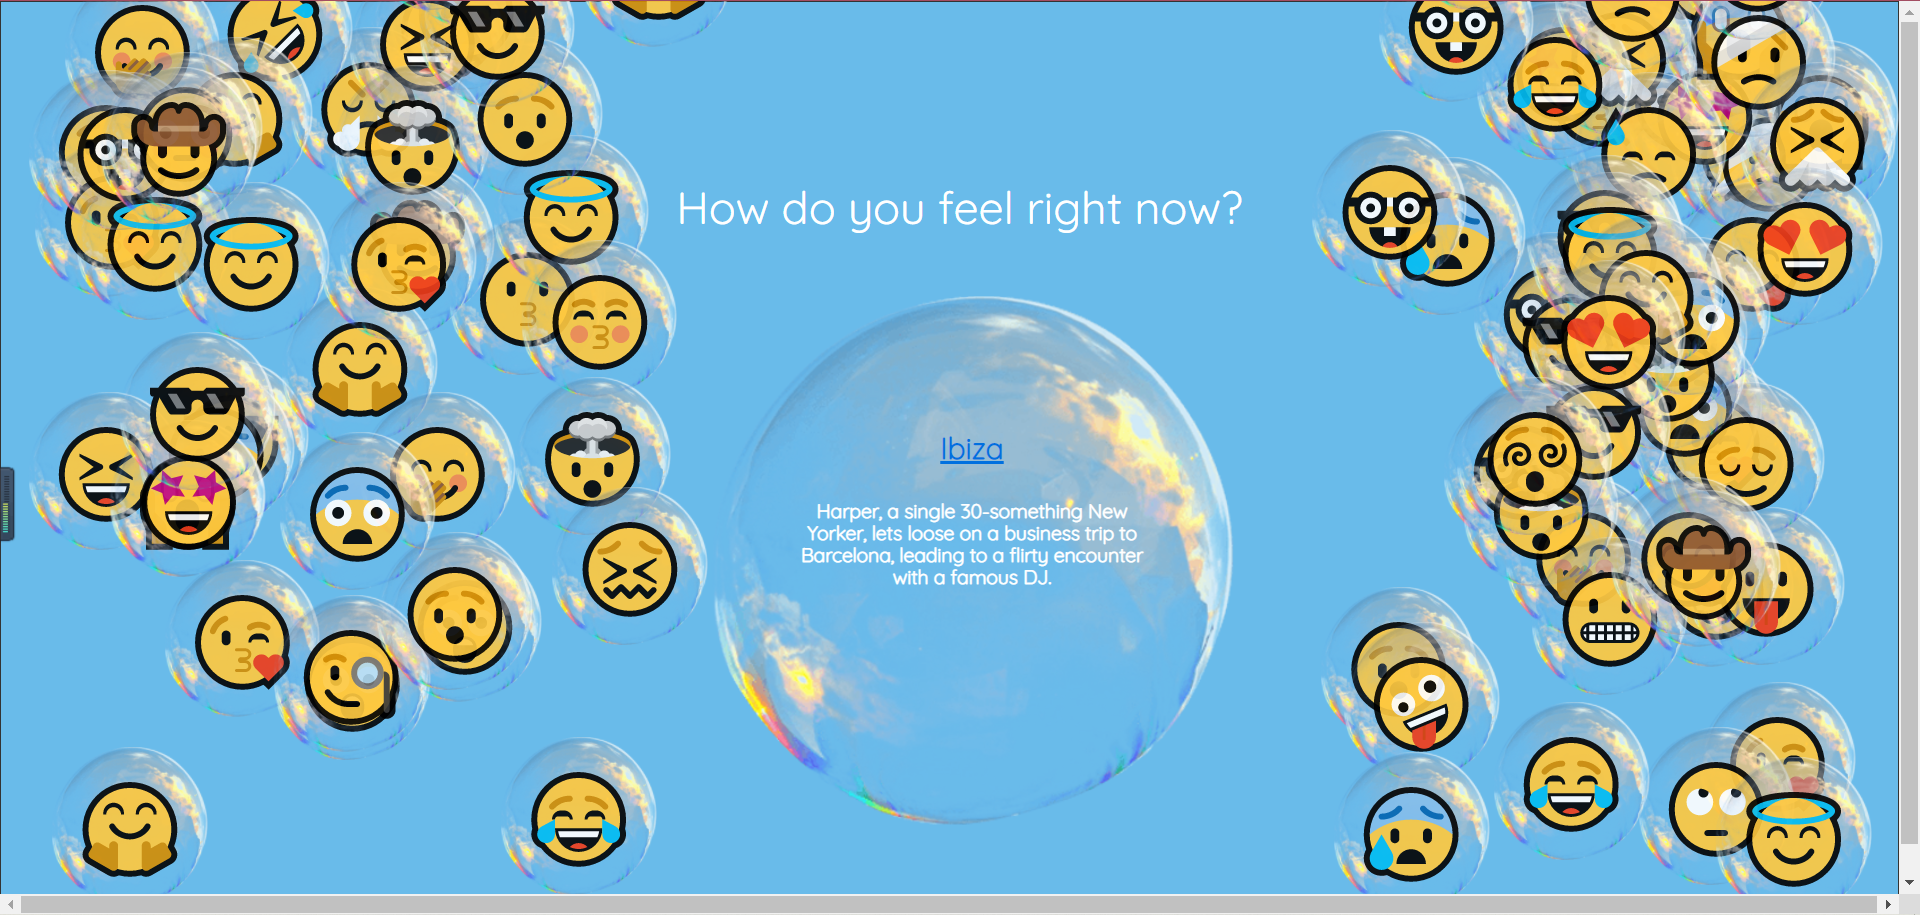 How do you feel right now?
Ibiza
Harper, a single 30-something New
Yorker, lets loose on a business trip to
Barcelona, leading to a flirty encounter
with a famous DJ.